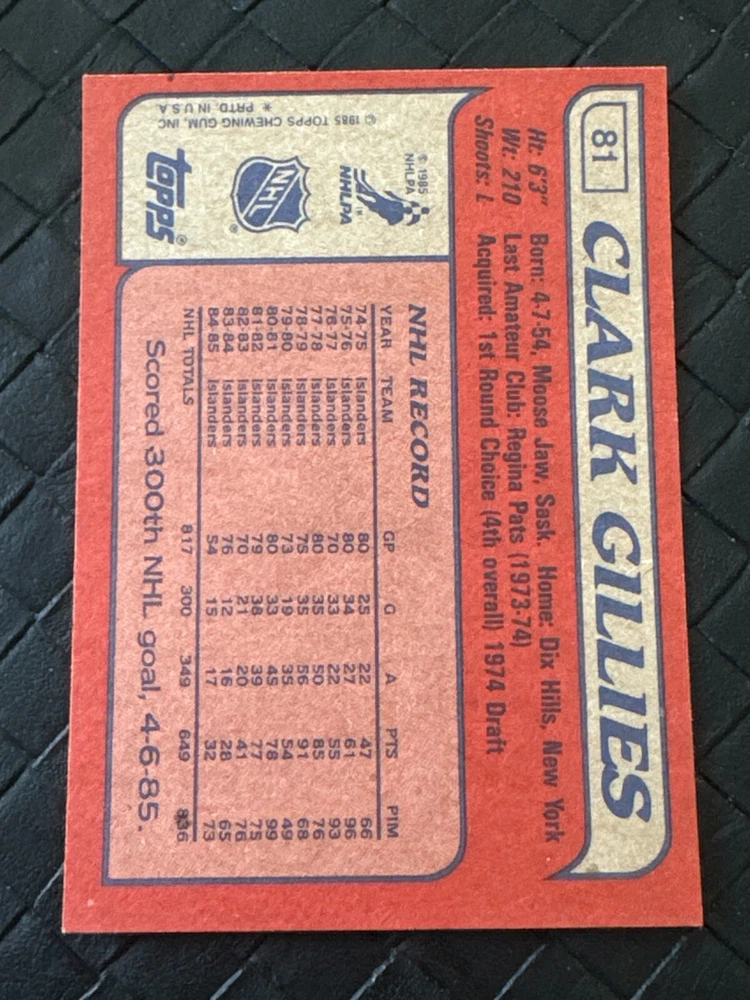 81
CLARK GILLIES
Ht: 6'3" Born: 4-7-54, Moose Jaw, Sask. Home: Dix Hills, New York
Wt: 210 Last Amateur Club: Regina Pats (1973-74)
Shoots: L Acquired: 1st Round Choice (4th overall) 1974 Draft
© 1985
NHLPA
NHLPA
NHL®
topps®
© 1985 TOPPS CHEWING GUM, INC
* PRTD. IN U.S.A
NHL RECORD
YEAR TEAM GP G A PTS PIM
74-75 Islanders 80 25 22 47 66
75-76 Islanders 80 34 27 61 96
76-77 Islanders 70 33 22 55 93
77-78 Islanders 80 35 50 85 76
78-79 Islanders 75 35 56 91 68
79-80 Islanders 73 19 35 54 49
80-81 Islanders 80 33 45 78 99
81-82 Islanders 79 38 39 77 75
82-83 Islanders 70 21 20 41 76
83-84 Islanders 76 12 16 28 65
84-85 Islanders 54 15 17 32 73
NHL TOTALS 817 300 349 649 836
Scored 300th NHL goal, 4-6-85.